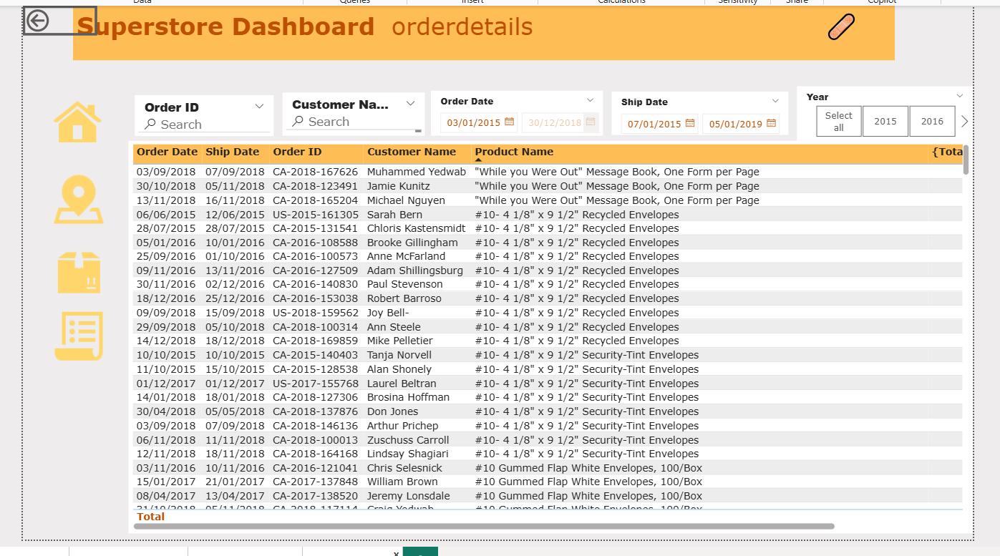 Data Queries Insert Calculations Sensitivity Share Copilot
Superstore Dashboard orderdetails
Order ID
Search
Customer Na...
Search
Order Date
03/01/2015 30/12/2018
Ship Date
07/01/2015 05/01/2019
Year
Select all 2015 2016
Order Date Ship Date Order ID Customer Name Product Name {Tota
03/09/2018 07/09/2018 CA-2018-167626 Muhammed Yedwab "While you Were Out" Message Book, One Form per Page
30/10/2018 05/11/2018 CA-2018-123491 Jamie Kunitz "While you Were Out" Message Book, One Form per Page
13/11/2018 16/11/2018 CA-2018-165204 Michael Nguyen "While you Were Out" Message Book, One Form per Page
06/06/2015 12/06/2015 US-2015-161305 Sarah Bern #10- 4 1/8" x 9 1/2" Recycled Envelopes
28/07/2015 28/07/2015 CA-2015-131541 Chloris Kastensmidt #10- 4 1/8" x 9 1/2" Recycled Envelopes
05/01/2016 10/01/2016 CA-2016-108588 Brooke Gillingham #10- 4 1/8" x 9 1/2" Recycled Envelopes
25/09/2016 01/10/2016 CA-2016-100573 Anne McFarland #10- 4 1/8" x 9 1/2" Recycled Envelopes
09/11/2016 13/11/2016 CA-2016-127509 Adam Shillingsburg #10- 4 1/8" x 9 1/2" Recycled Envelopes
30/11/2016 02/12/2016 CA-2016-140830 Paul Stevenson #10- 4 1/8" x 9 1/2" Recycled Envelopes
18/12/2016 25/12/2016 CA-2016-153038 Robert Barroso #10- 4 1/8" x 9 1/2" Recycled Envelopes
09/09/2018 15/09/2018 US-2018-159562 Joy Bell- #10- 4 1/8" x 9 1/2" Recycled Envelopes
29/09/2018 05/10/2018 CA-2018-100314 Ann Steele #10- 4 1/8" x 9 1/2" Recycled Envelopes
14/12/2018 18/12/2018 CA-2018-169859 Mike Pelletier #10- 4 1/8" x 9 1/2" Recycled Envelopes
10/10/2015 10/10/2015 CA-2015-140403 Tanja Norvell #10- 4 1/8" x 9 1/2" Security-Tint Envelopes
11/10/2015 15/10/2015 CA-2015-128538 Alan Shonely #10- 4 1/8" x 9 1/2" Security-Tint Envelopes
01/12/2017 01/12/2017 US-2017-155768 Laurel Beltran #10- 4 1/8" x 9 1/2" Security-Tint Envelopes
14/01/2018 18/01/2018 CA-2018-127306 Brosina Hoffman #10- 4 1/8" x 9 1/2" Security-Tint Envelopes
30/04/2018 05/05/2018 CA-2018-137876 Don Jones #10- 4 1/8" x 9 1/2" Security-Tint Envelopes
03/09/2018 07/09/2018 CA-2018-146136 Arthur Prichep #10- 4 1/8" x 9 1/2" Security-Tint Envelopes
06/11/2018 11/11/2018 CA-2018-100013 Zuschuss Carroll #10- 4 1/8" x 9 1/2" Security-Tint Envelopes
12/11/2018 18/11/2018 CA-2018-164168 Lindsay Shagiari #10- 4 1/8" x 9 1/2" Security-Tint Envelopes
03/11/2016 10/11/2016 CA-2016-121041 Chris Selesnick #10 Gummed Flap White Envelopes, 100/Box
15/01/2017 21/01/2017 CA-2017-137848 William Brown #10 Gummed Flap White Envelopes, 100/Box
08/04/2017 13/04/2017 CA-2017-138520 Jeremy Lonsdale #10 Gummed Flap White Envelopes, 100/Box
31/10/2018 05/11/2018 CA-2018-117114 Craig Yedwab #10 Gummed Flap White Envelopes, 100/Box
Total
x